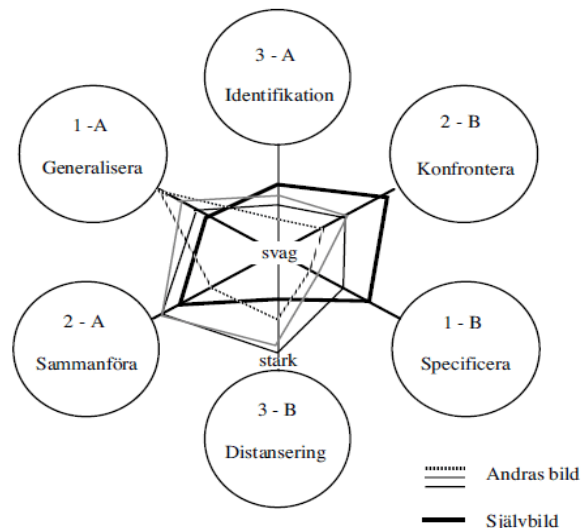 3 - A
Identifikation
1 -A
Generalisera
2 - B
Konfrontera
svag
2 - A
Sammanföra
1 - B
Specificera
stark
3 - B
Distansering
Andras bild
Självbild